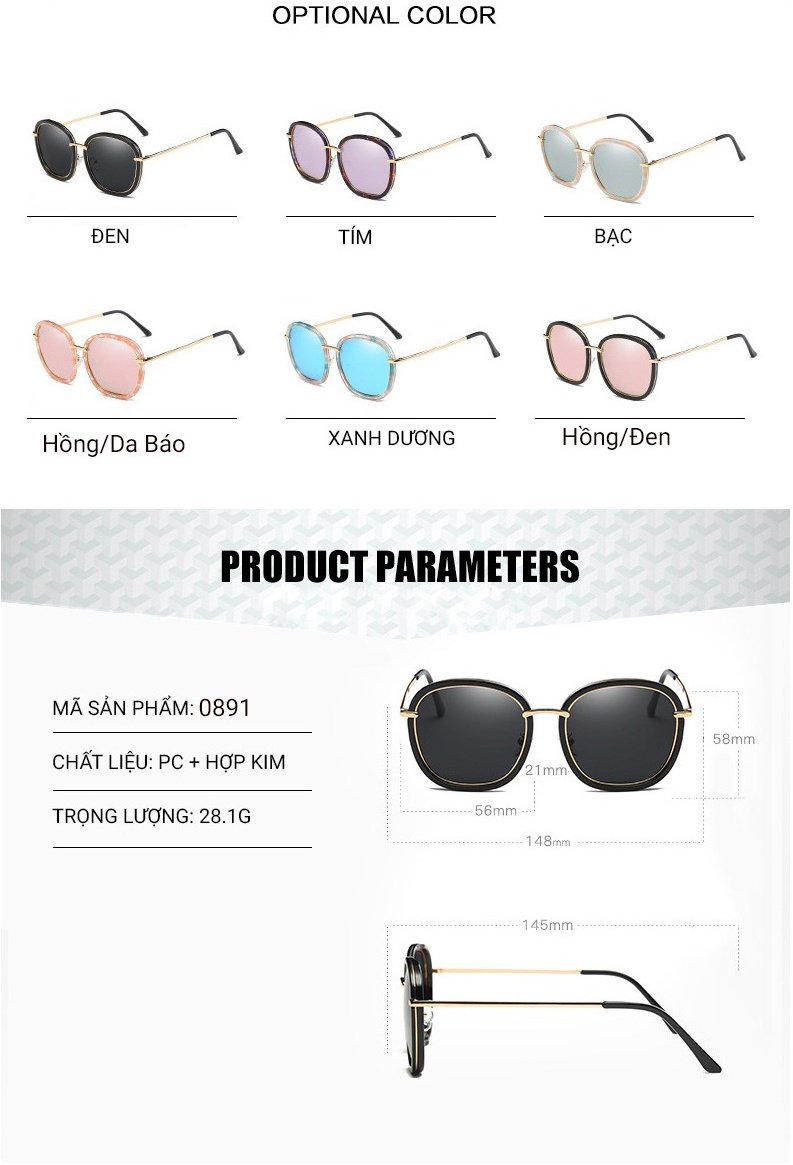 OPTIONAL COLOR
ĐEN
TÍM
BẠC
Hồng/Da Báo
XANH DƯƠNG
Hồng/Đen
PRODUCT PARAMETERS
MÃ SẢN PHẨM: 0891
CHẤT LIỆU: PC + HỢP KIM
TRỌNG LƯỢNG: 28.1G
58mm
21mm
56mm
148mm
145mm